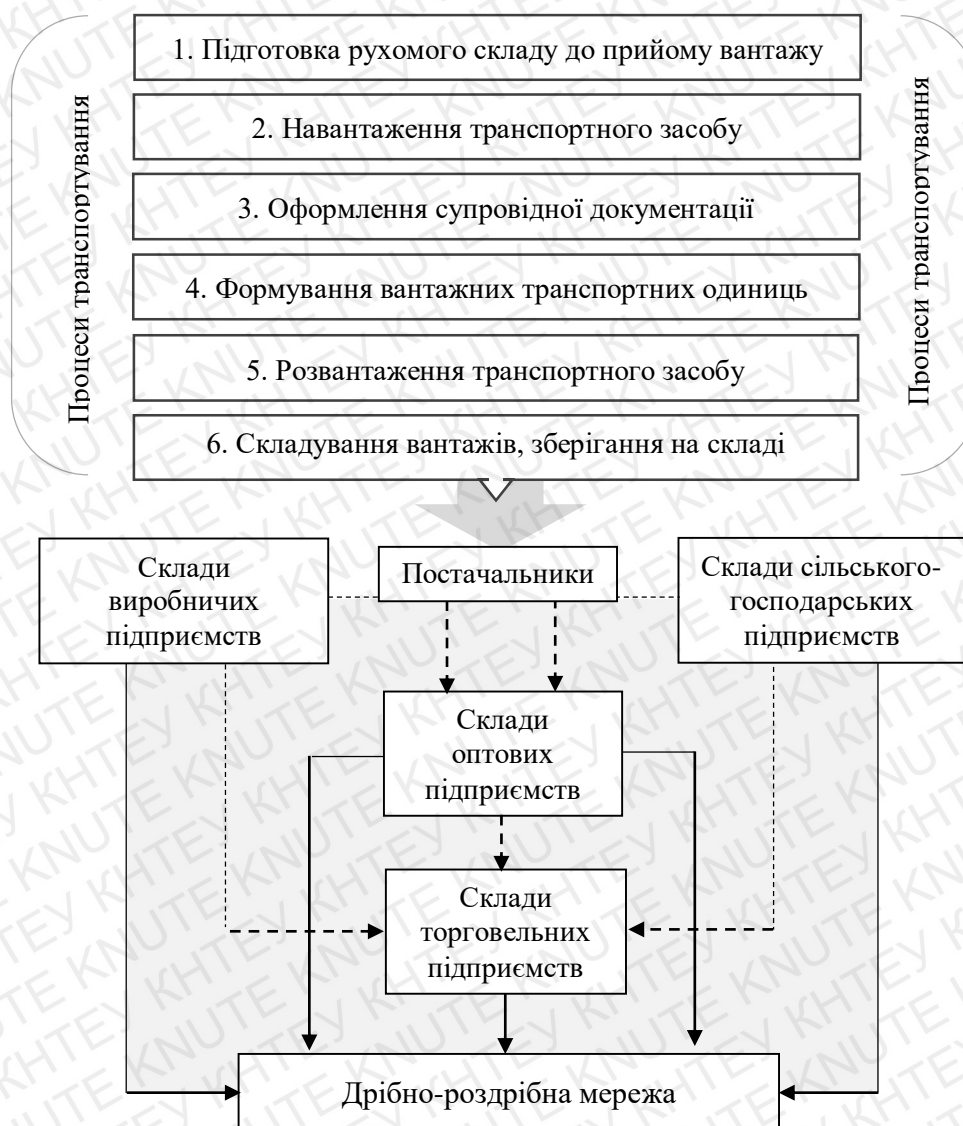 Процеси транспортування
1. Підготовка рухомого складу до прийому вантажу
2. Навантаження транспортного засобу
3. Оформлення супровідної документації
4. Формування вантажних транспортних одиниць
5. Розвантаження транспортного засобу
6. Складування вантажів, зберігання на складі
Процеси транспортування
Склади
виробничих
підприємств
Постачальники
Склади сільського-
господарських
підприємств
Склади
оптових
підприємств
Склади
торговельних
підприємств
Дрібно-роздрібна мережа